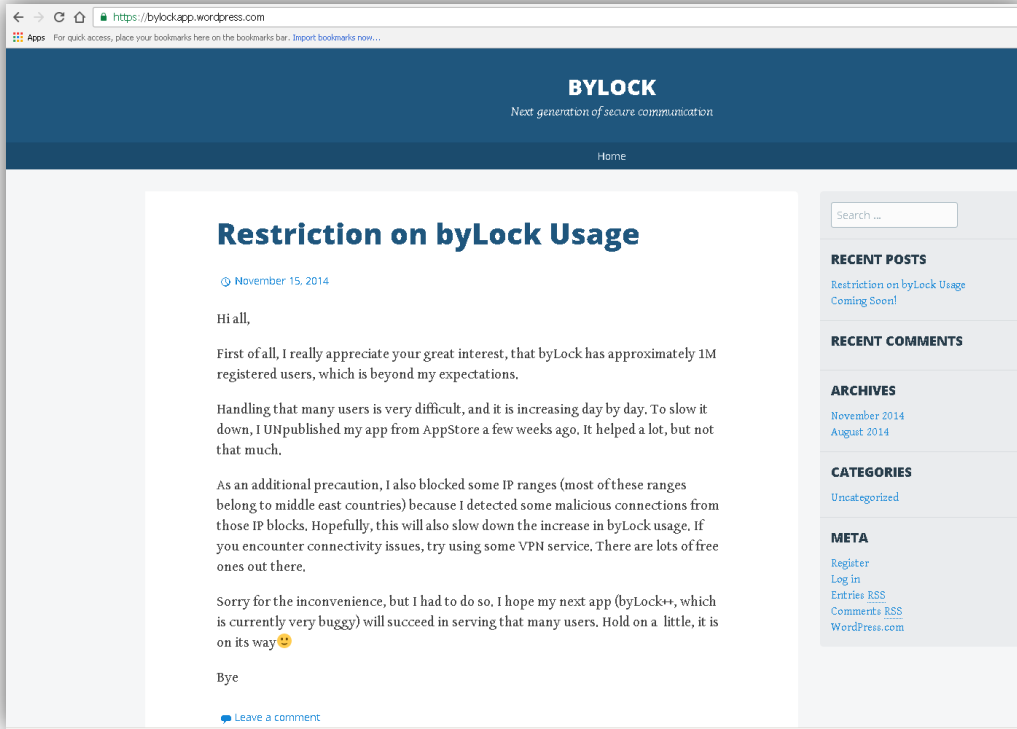 https://bylockapp.wordpress.com
Apps For quick access, place your bookmarks here on the bookmarks bar. Import bookmarks now...
BYLOCK
Next generation of secure communication
Home
Restriction on byLock Usage
November 15, 2014
Hi all,
First of all, I really appreciate your great interest, that byLock has approximately 1M
registered users, which is beyond my expectations.
Handling that many users is very difficult, and it is increasing day by day. To slow it
down, I UNpublished my app from AppStore a few weeks ago. It helped a lot, but not
that much.
As an additional precaution, I also blocked some IP ranges (most of these ranges
belong to middle east countries) because I detected some malicious connections from
those IP blocks. Hopefully, this will also slow down the increase in byLock usage. If
you encounter connectivity issues, try using some VPN service. There are lots of free
ones out there.
Sorry for the inconvenience, but I had to do so. I hope my next app (byLock++, which
is currently very buggy) will succeed in serving that many users. Hold on a little, it is
on its way🙂
Bye
Leave a comment
Search ...
RECENT POSTS
Restriction on byLock Usage
Coming Soon!
RECENT COMMENTS
ARCHIVES
November 2014
August 2014
CATEGORIES
Uncategorized
META
Register
Log in
Entries RSS
Comments RSS
WordPress.com